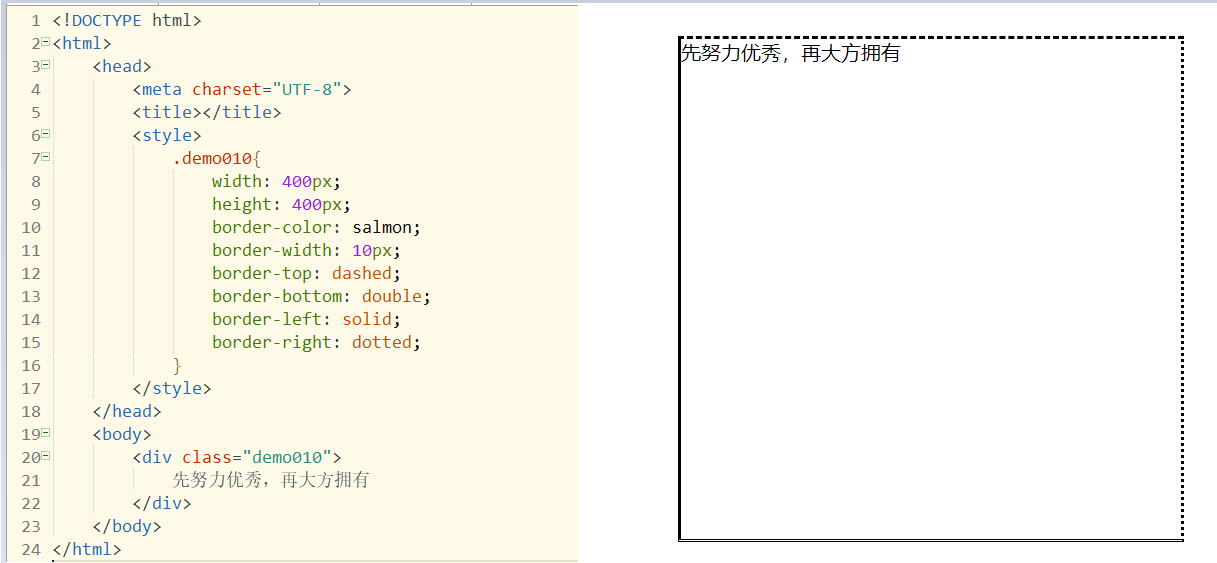 1 <!DOCTYPE html>
2 <html>
3 <head>
4 <meta charset="UTF-8">
5 <title></title>
6 <style>
7 .demo010{
8 width: 400px;
9 height: 400px;
10 border-color: salmon;
11 border-width: 10px;
12 border-top: dashed;
13 border-bottom: double;
14 border-left: solid;
15 border-right: dotted;
16 }
17 </style>
18 </head>
19 <body>
20 <div class="demo010">
21 先努力优秀，再大方拥有
22 </div>
23 </body>
24 </html>
先努力优秀，再大方拥有